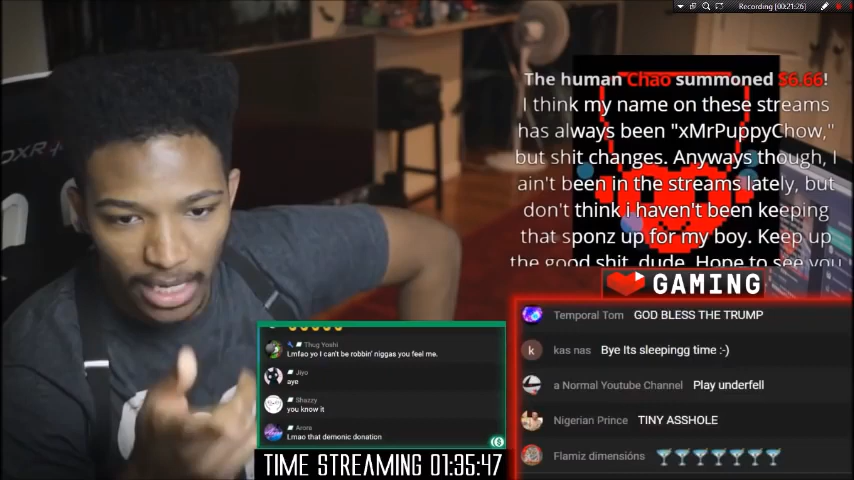 Recording [00:21:26]
DXR
The human Chao summoned $6.66!
I think my name on these streams
has always been "xMrPuppyChow,"
but shit changes. Anyways though, I
ain't been in the streams lately, but
don't think i haven't been keeping
that sponz up for my boy. Keep up
the good shit, dude. Hope to see you
GAMING
Temporal Tom GOD BLESS THE TRUMP
kas nas Bye Its sleepingg time :-)
a Normal Youtube Channel Play underfell
Nigerian Prince TINY ASSHOLE
Flamiz dimensións 🍸🍸🍸🍸🍸🍸🍸
Thug Yoshi
Lmfao yo I can't be robbin' niggas you feel me.
Jiyo
aye
Shazzy
you know it
Arora
Lmao that demonic donation
TIME STREAMING 01:35:47